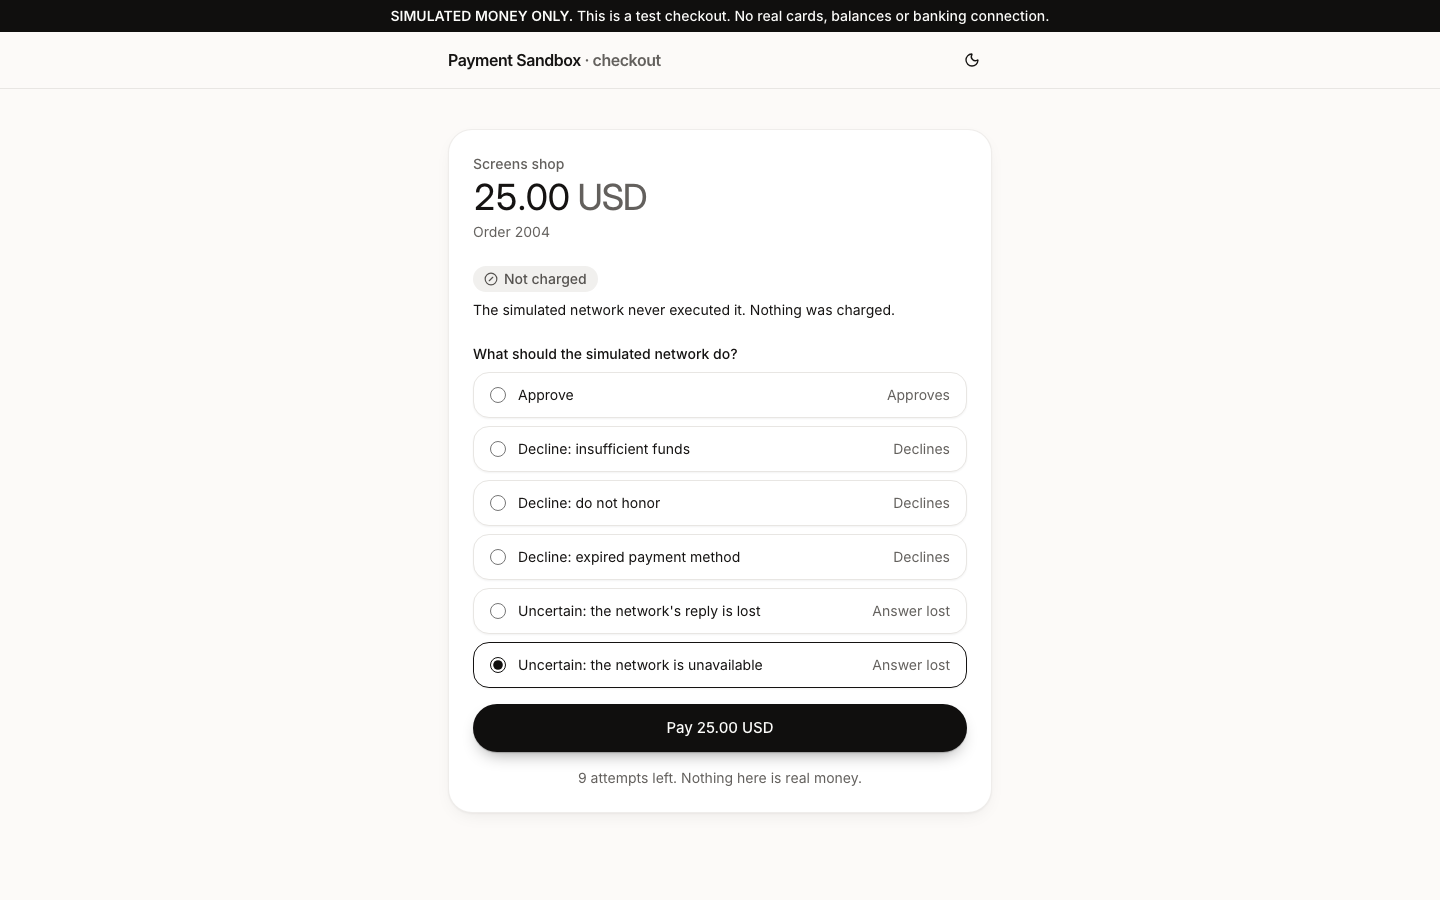 SIMULATED MONEY ONLY. This is a test checkout. No real cards, balances or banking connection.
Payment Sandbox · checkout
Screens shop
25.00 USD
Order 2004
Not charged
The simulated network never executed it. Nothing was charged.
What should the simulated network do?
Approve Approves
Decline: insufficient funds Declines
Decline: do not honor Declines
Decline: expired payment method Declines
Uncertain: the network's reply is lost Answer lost
Uncertain: the network is unavailable Answer lost
Pay 25.00 USD
9 attempts left. Nothing here is real money.